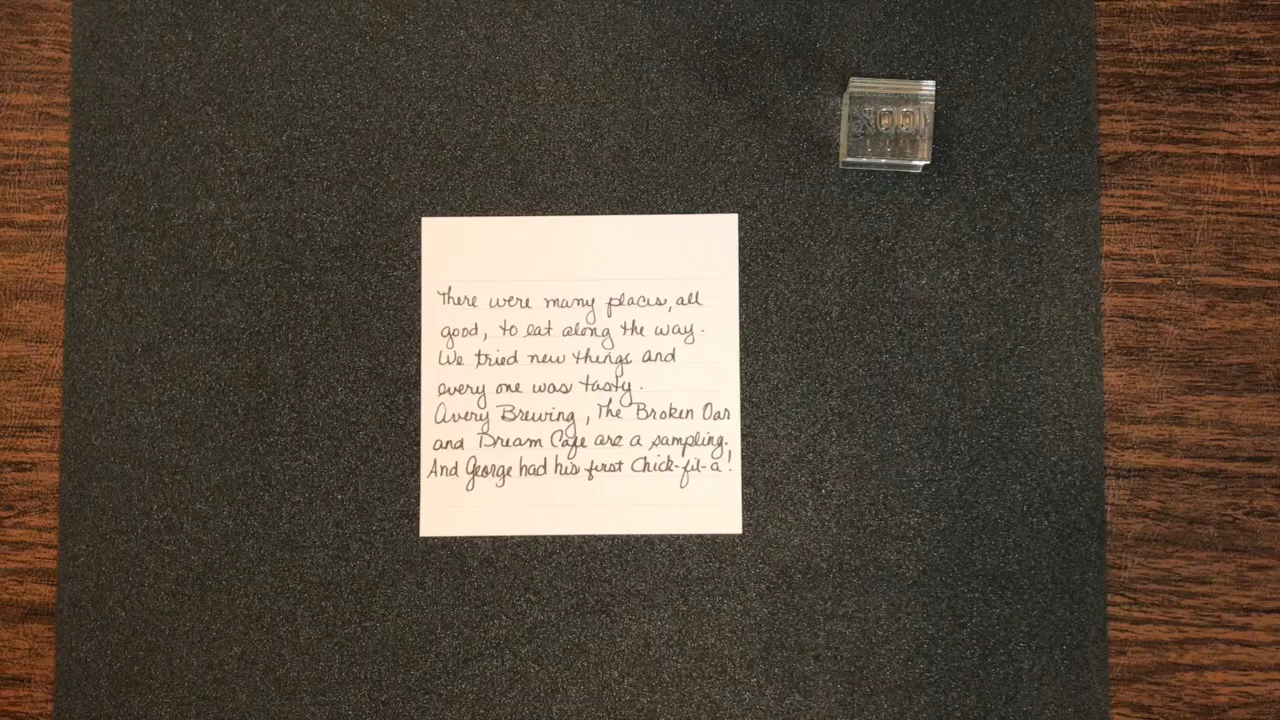 There were many places, all
good, to eat along the way.
We tried new things and
every one was tasty.
Avery Brewing, The Broken Oar
and Dream Cafe are a sampling.
And George had his first Chick-fil-a!